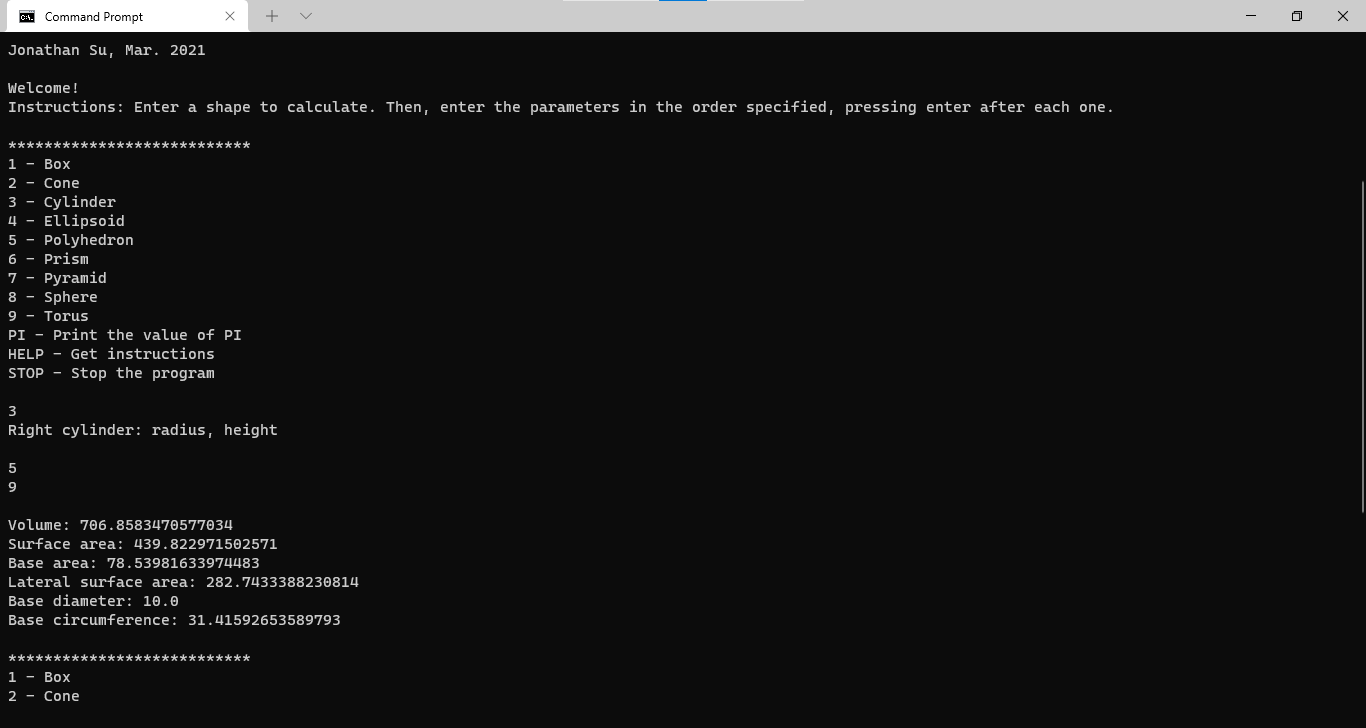 Command Prompt
Jonathan Su, Mar. 2021
Welcome!
Instructions: Enter a shape to calculate. Then, enter the parameters in the order specified, pressing enter after each one.
***************************
1 - Box
2 - Cone
3 - Cylinder
4 - Ellipsoid
5 - Polyhedron
6 - Prism
7 - Pyramid
8 - Sphere
9 - Torus
PI - Print the value of PI
HELP - Get instructions
STOP - Stop the program
3
Right cylinder: radius, height
5
9
Volume: 706.8583470577034
Surface area: 439.822971502571
Base area: 78.53981633974483
Lateral surface area: 282.7433388230814
Base diameter: 10.0
Base circumference: 31.41592653589793
***************************
1 - Box
2 - Cone